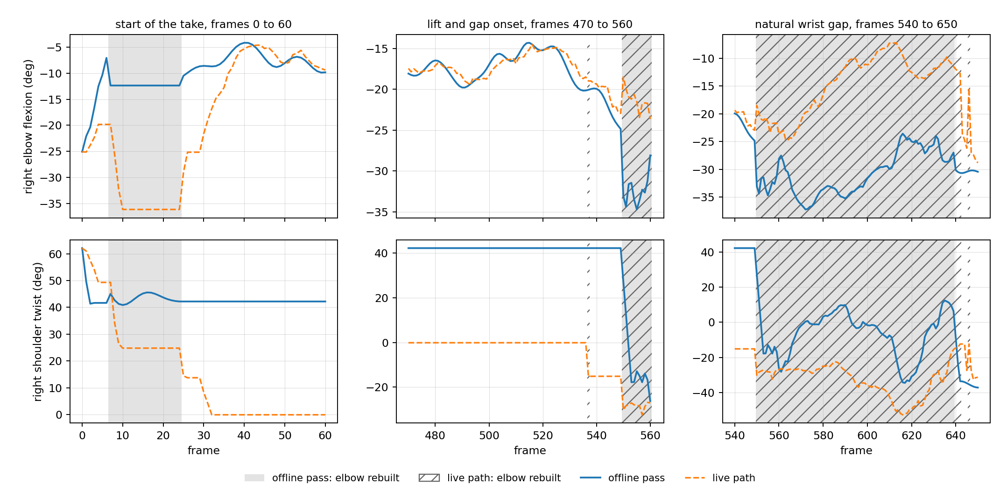 start of the take, frames 0 to 60
lift and gap onset, frames 470 to 560
natural wrist gap, frames 540 to 650
right elbow flexion (deg)
−5
−10
−15
−20
−25
−30
−35
−15
−20
−25
−30
−35
−10
−15
−20
−25
−30
−35
right shoulder twist (deg)
60
50
40
30
20
10
0
40
20
0
−20
40
20
0
−20
−40
0 10 20 30 40 50 60
480 500 520 540 560
540 560 580 600 620 640
frame
frame
frame
offline pass: elbow rebuilt
live path: elbow rebuilt
offline pass
live path